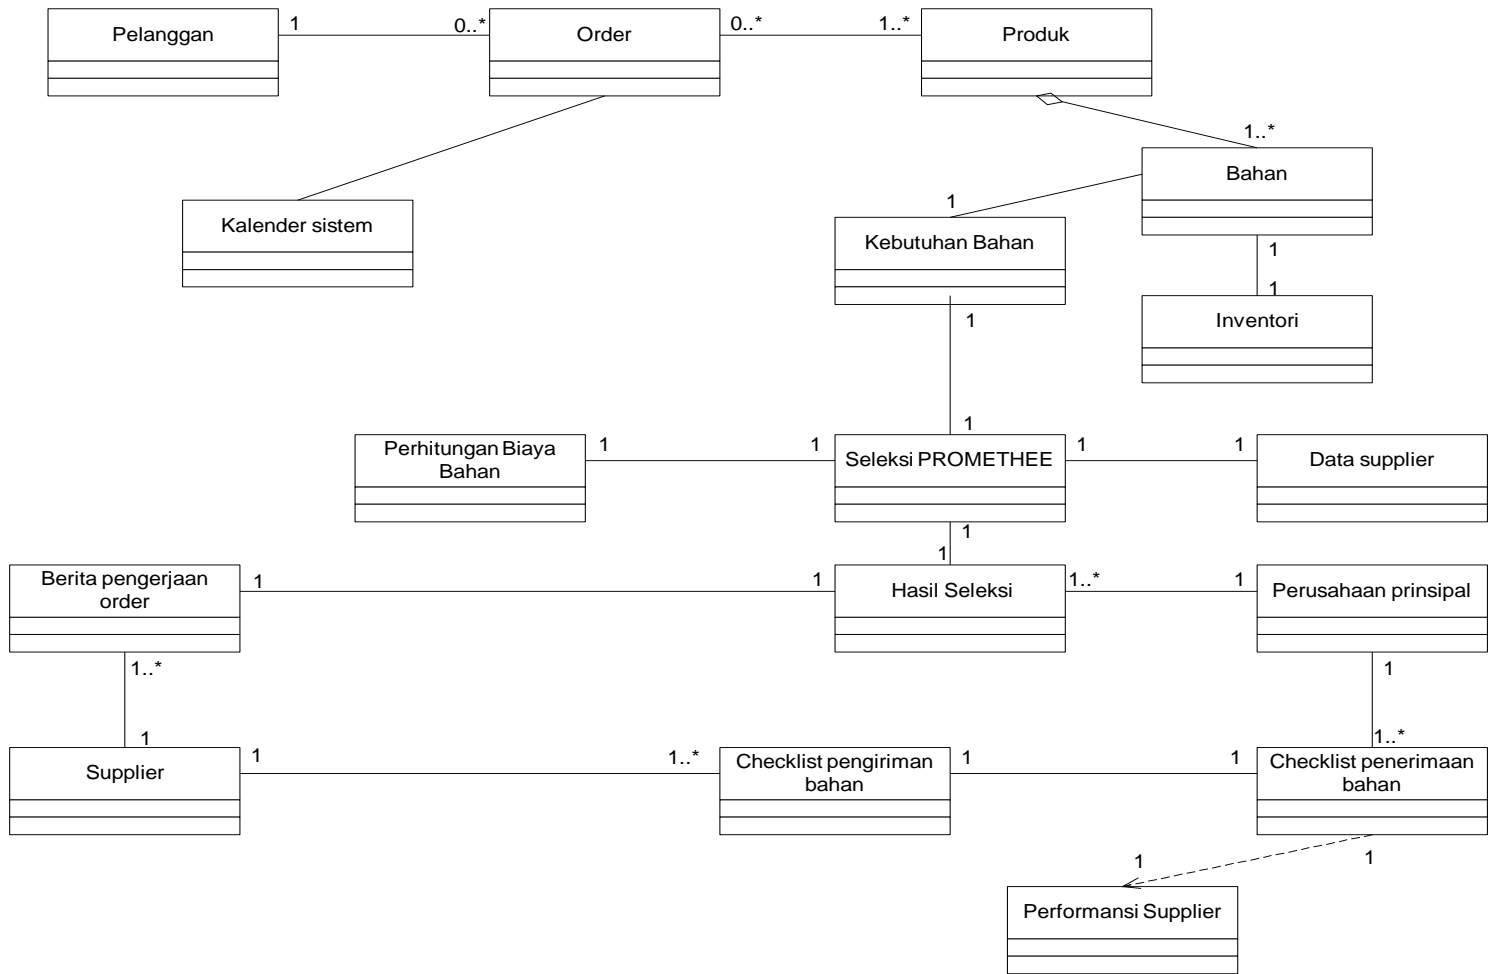 Pelanggan
1
0..*
Order
0..*
1..*
Produk
1..*
Bahan
Kalender sistem
1
Kebutuhan Bahan
1
1
Inventori
1
1
Perhitungan Biaya
Bahan
1
1
Seleksi PROMETHEE
1
1
Data supplier
1
1
Berita pengerjaan
order
1
1
Hasil Seleksi
1..*
1
Perusahaan prinsipal
1..*
1
1
1..*
Supplier
1
1..*
Checklist pengiriman
bahan
1
1
Checklist penerimaan
bahan
1
1
Performansi Supplier